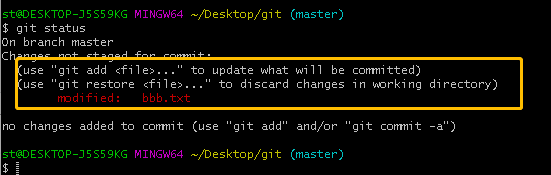 st@DESKTOP-J5S59KG MINGW64 ~/Desktop/git (master)
$ git status
On branch master
Changes not staged for commit:
(use "git add <file>..." to update what will be committed)
(use "git restore <file>..." to discard changes in working directory)
modified: bbb.txt
no changes added to commit (use "git add" and/or "git commit -a")
st@DESKTOP-J5S59KG MINGW64 ~/Desktop/git (master)
$